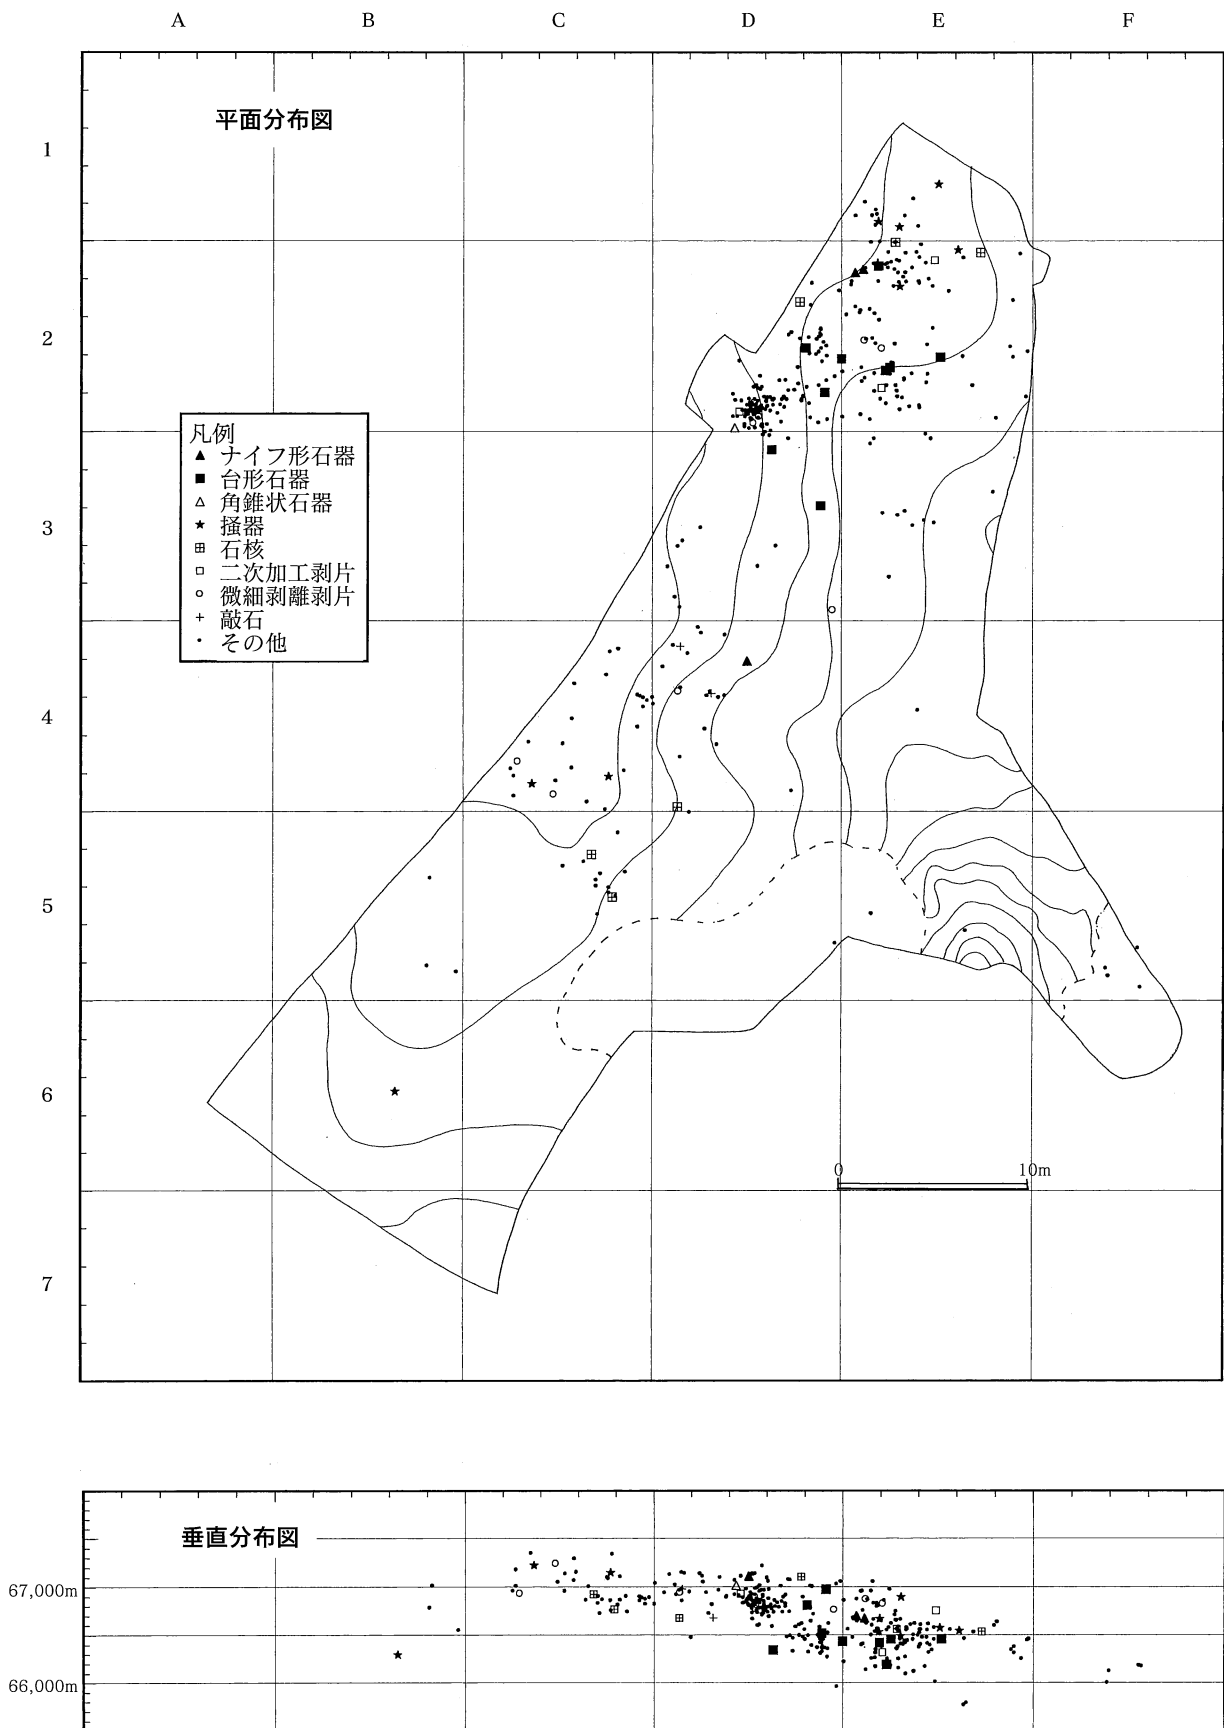 A B C D E F
平面分布図
1
2
3
4
5
6
7
凡例
▲ ナイフ形石器
■ 台形石器
△ 角錐状石器
★ 掻器
⊞ 石核
□ 二次加工剥片
○ 微細剥離剥片
+ 敲石
・ その他
0 10m
垂直分布図
67,000m
66,000m